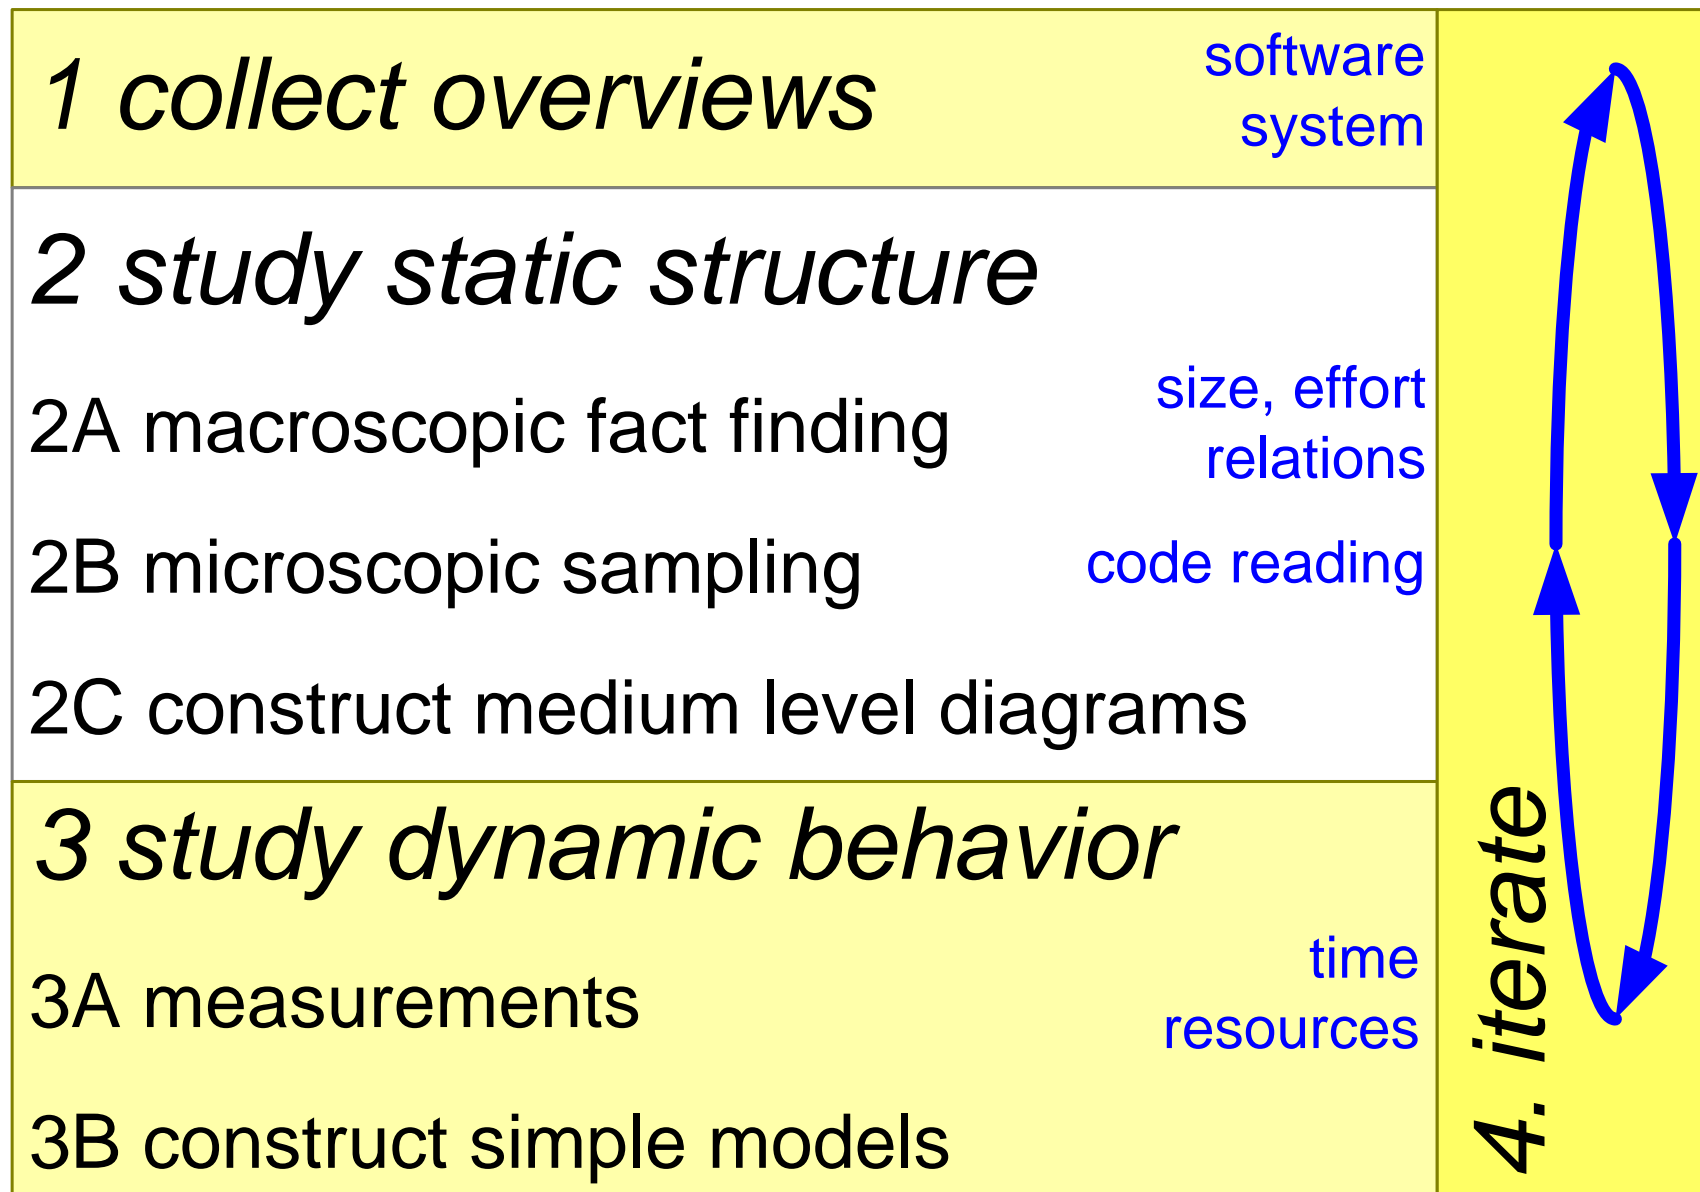 1 collect overviews
software
system
2 study static structure
2A macroscopic fact finding
size, effort
relations
2B microscopic sampling
code reading
2C construct medium level diagrams
3 study dynamic behavior
3A measurements
time
resources
3B construct simple models
4. iterate